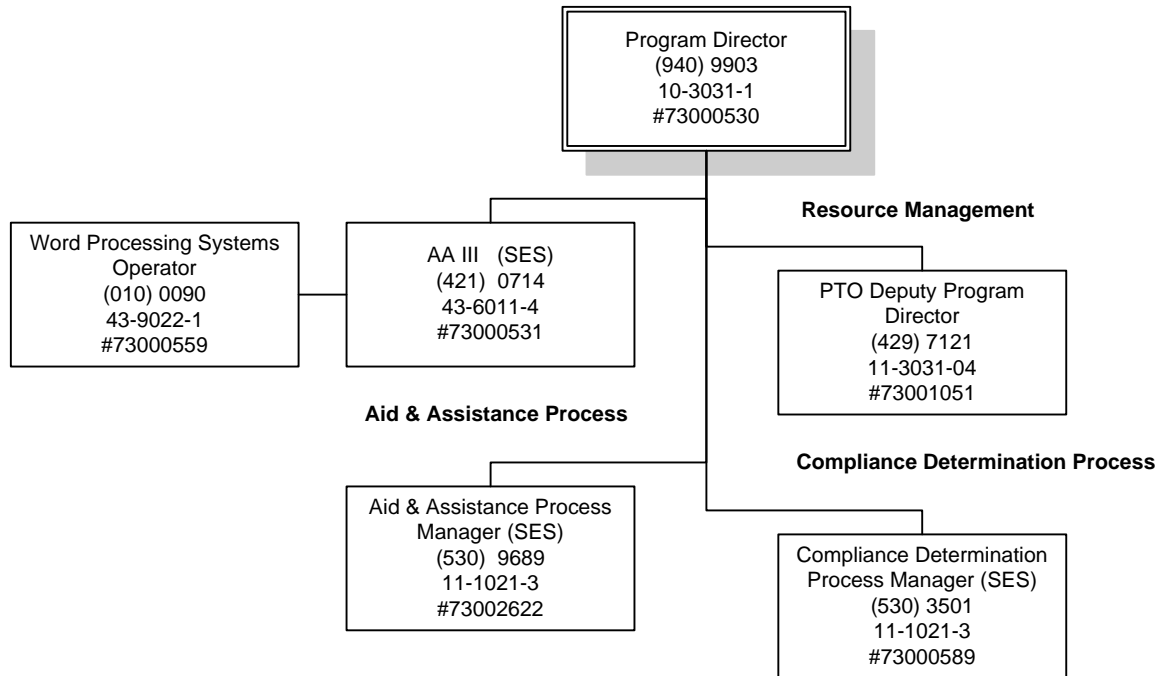 Program Director
(940) 9903
10-3031-1
#73000530
Resource Management
Word Processing Systems
Operator
(010) 0090
43-9022-1
#73000559
AA III (SES)
(421) 0714
43-6011-4
#73000531
PTO Deputy Program
Director
(429) 7121
11-3031-04
#73001051
Aid & Assistance Process
Compliance Determination Process
Aid & Assistance Process
Manager (SES)
(530) 9689
11-1021-3
#73002622
Compliance Determination
Process Manager (SES)
(530) 3501
11-1021-3
#73000589